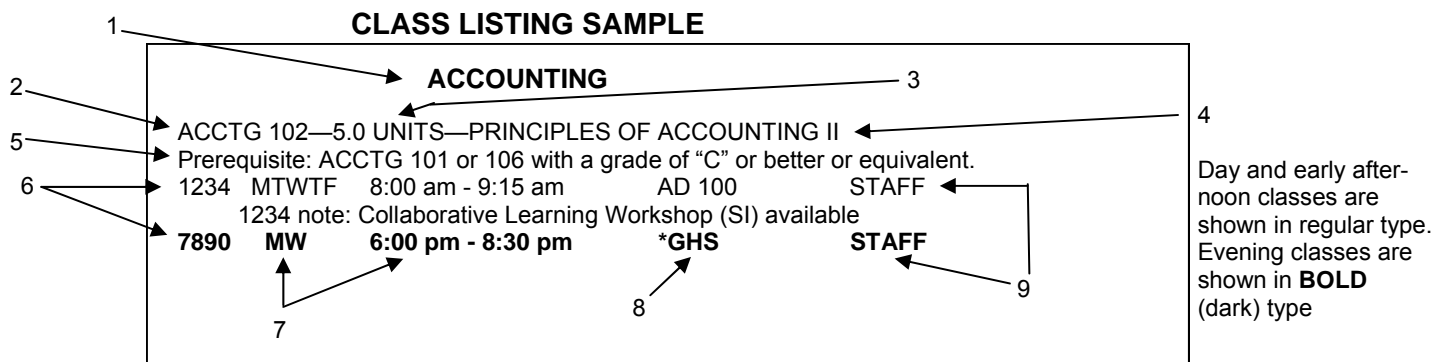 CLASS LISTING SAMPLE
1
ACCOUNTING
3
2
ACCTG 102—5.0 UNITS—PRINCIPLES OF ACCOUNTING II
4
5
Prerequisite: ACCTG 101 or 106 with a grade of “C” or better or equivalent.
6
1234 MTWTF 8:00 am - 9:15 am AD 100 STAFF
1234 note: Collaborative Learning Workshop (SI) available
7890 MW 6:00 pm - 8:30 pm *GHS STAFF
7
8
9
Day and early after-
noon classes are
shown in regular type.
Evening classes are
shown in BOLD
(dark) type